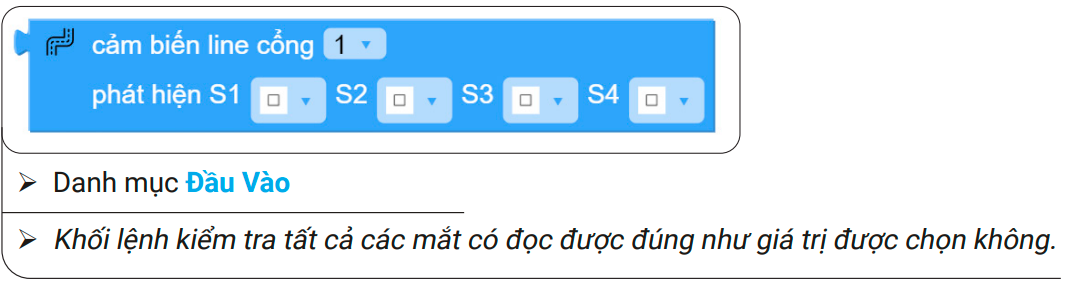 cảm biến line cổng 1
phát hiện S1 S2 S3 S4
Danh mục Đầu Vào
Khối lệnh kiểm tra tất cả các mắt có đọc được đúng như giá trị được chọn không.